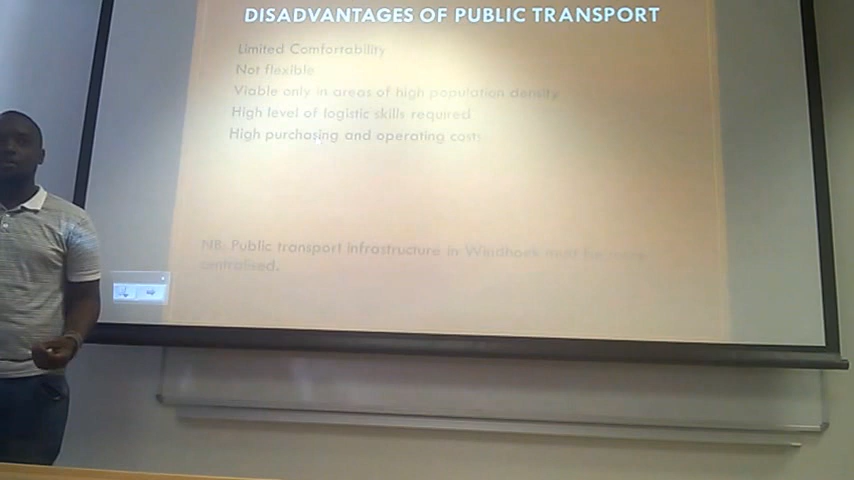 DISADVANTAGES OF PUBLIC TRANSPORT
Limited Comfortability
Not flexible
Viable only in areas of high population density
High level of logistic skills required
High purchasing and operating costs
NB: Public transport infrastructure in Windhoek must be more
centralised.